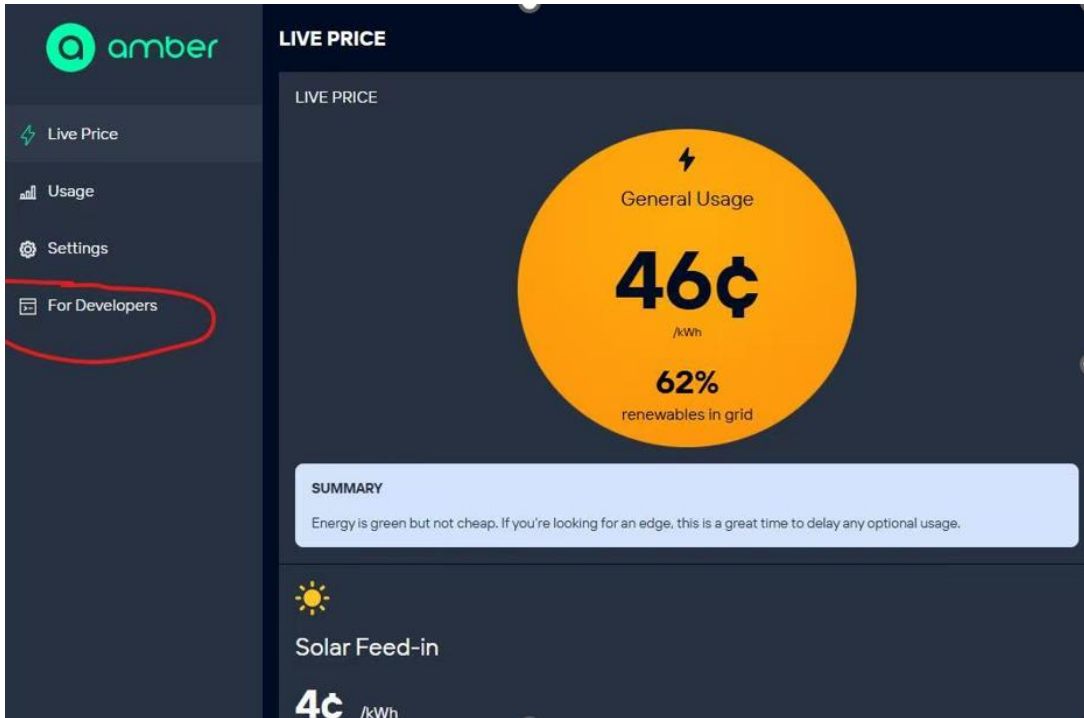 amber
Live Price
Usage
Settings
For Developers
LIVE PRICE
LIVE PRICE
General Usage
46¢
/kWh
62%
renewables in grid
SUMMARY
Energy is green but not cheap. If you're looking for an edge, this is a great time to delay any optional usage.
Solar Feed-in
4¢ /kWh